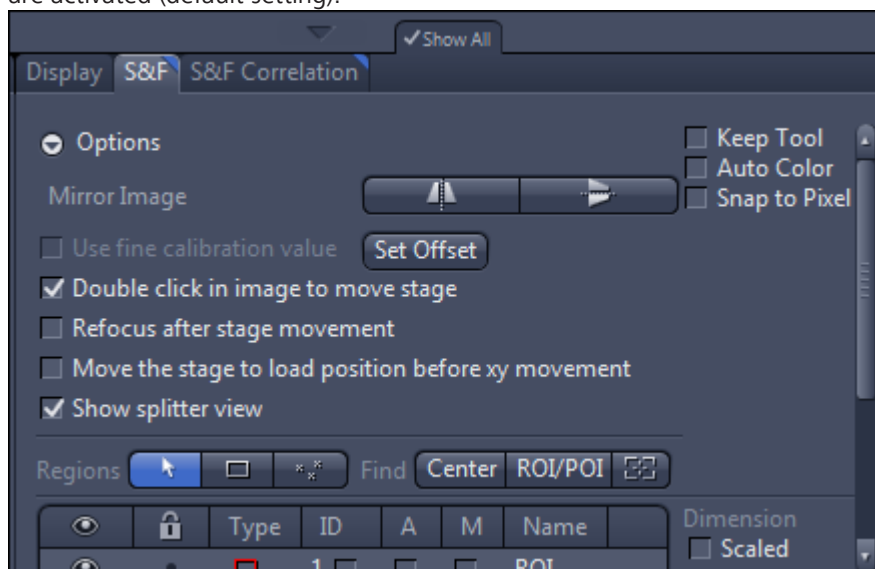 are activated (default setting).
Show All
Display S&F S&F Correlation
Options
Keep Tool
Auto Color
Mirror Image
Snap to Pixel
Use fine calibration value Set Offset
Double click in image to move stage
Refocus after stage movement
Move the stage to load position before xy movement
Show splitter view
Regions Find Center ROI/POI
Type ID A M Name
Dimension
Scaled
1 ROI